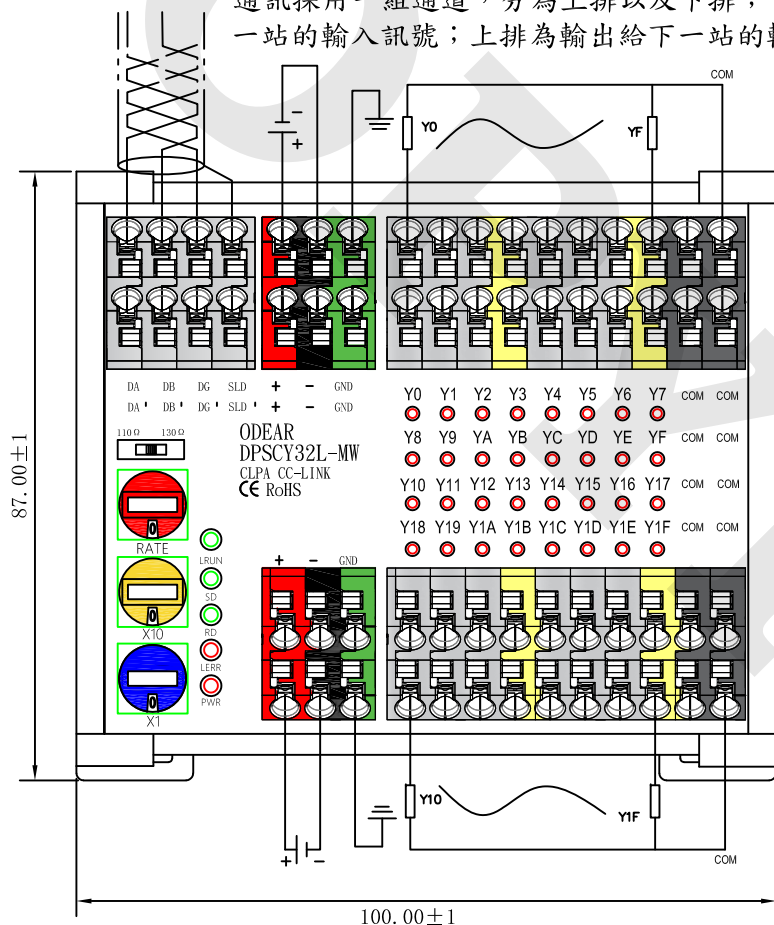 通訊採用一組通道,分為上排以及下排;
一站的輸入訊號;上排為輸出給下一站的
COM
Y0
YF
DA DB DG SLD + - GND
DA' DB' DG' SLD' + - GND
Y0 Y1 Y2 Y3 Y4 Y5 Y6 Y7 COM COM
Y8 Y9 YA YB YC YD YE YF COM COM
Y10 Y11 Y12 Y13 Y14 Y15 Y16 Y17 COM COM
Y18 Y19 Y1A Y1B Y1C Y1D Y1E Y1F COM COM
110Ω 130Ω
ODEAR
DPSCY32L-MW
CLPA CC-LINK
CE RoHS
RATE
X10
X1
LRUN
SD
RD
LERR
PWR
+ - GND
Y10
Y1F
COM
+ -
87.00±1
100.00±1